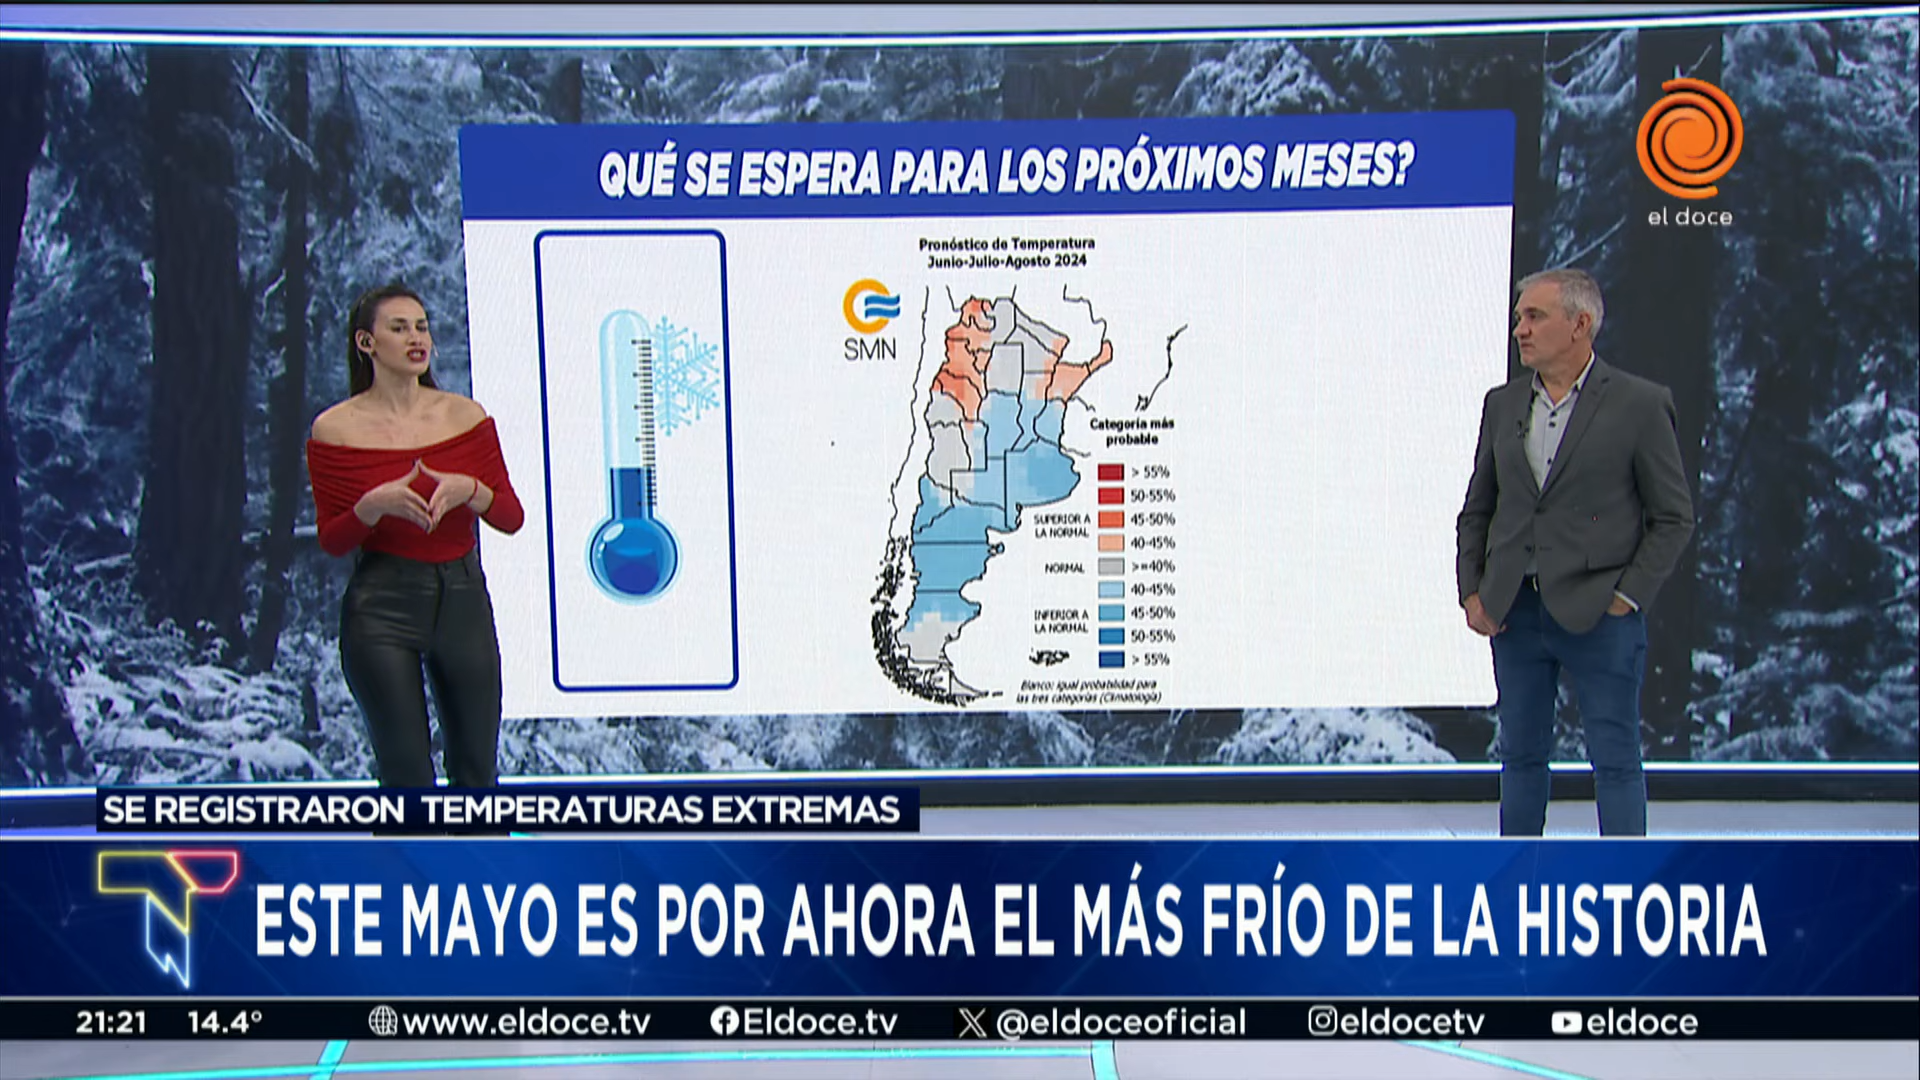 QUÉ SE ESPERA PARA LOS PRÓXIMOS MESES?
el doce
Pronóstico de Temperatura
Junio-Julio-Agosto 2024
SMN
Categoría más
probable
> 55%
50-55%
SUPERIOR A
LA NORMAL
45-50%
40-45%
NORMAL
>=40%
40-45%
INFERIOR A
LA NORMAL
45-50%
50-55%
> 55%
Blanco: igual probabilidad para
las tres categorías (Climatología)
SE REGISTRARON TEMPERATURAS EXTREMAS
ESTE MAYO ES POR AHORA EL MÁS FRÍO DE LA HISTORIA
21:21 14.4° www.eldoce.tv Eldoce.tv @eldoceoficial eldocetv eldoce